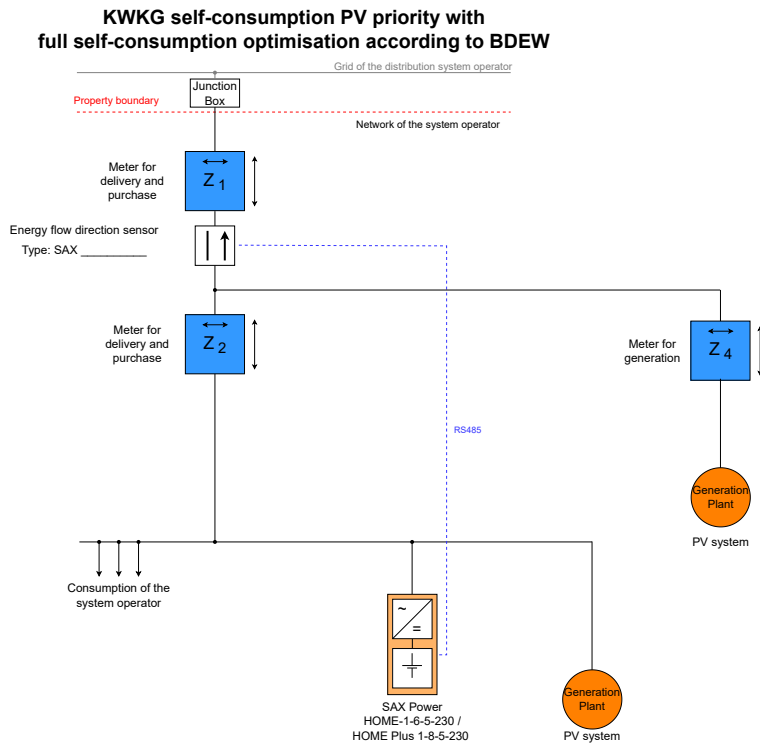 KWKG self-consumption PV priority with
full self-consumption optimisation according to BDEW
Grid of the distribution system operator
Junction
Box
Property boundary
Network of the system operator
Meter for
delivery and
purchase
Z 1
Energy flow direction sensor
Type: SAX __________
Meter for
delivery and
purchase
Z 2
Meter for
generation
Z 4
RS485
Generation
Plant
PV system
Consumption of the
system operator
~
=
SAX Power
HOME-1-6-5-230 /
HOME Plus 1-8-5-230
Generation
Plant
PV system